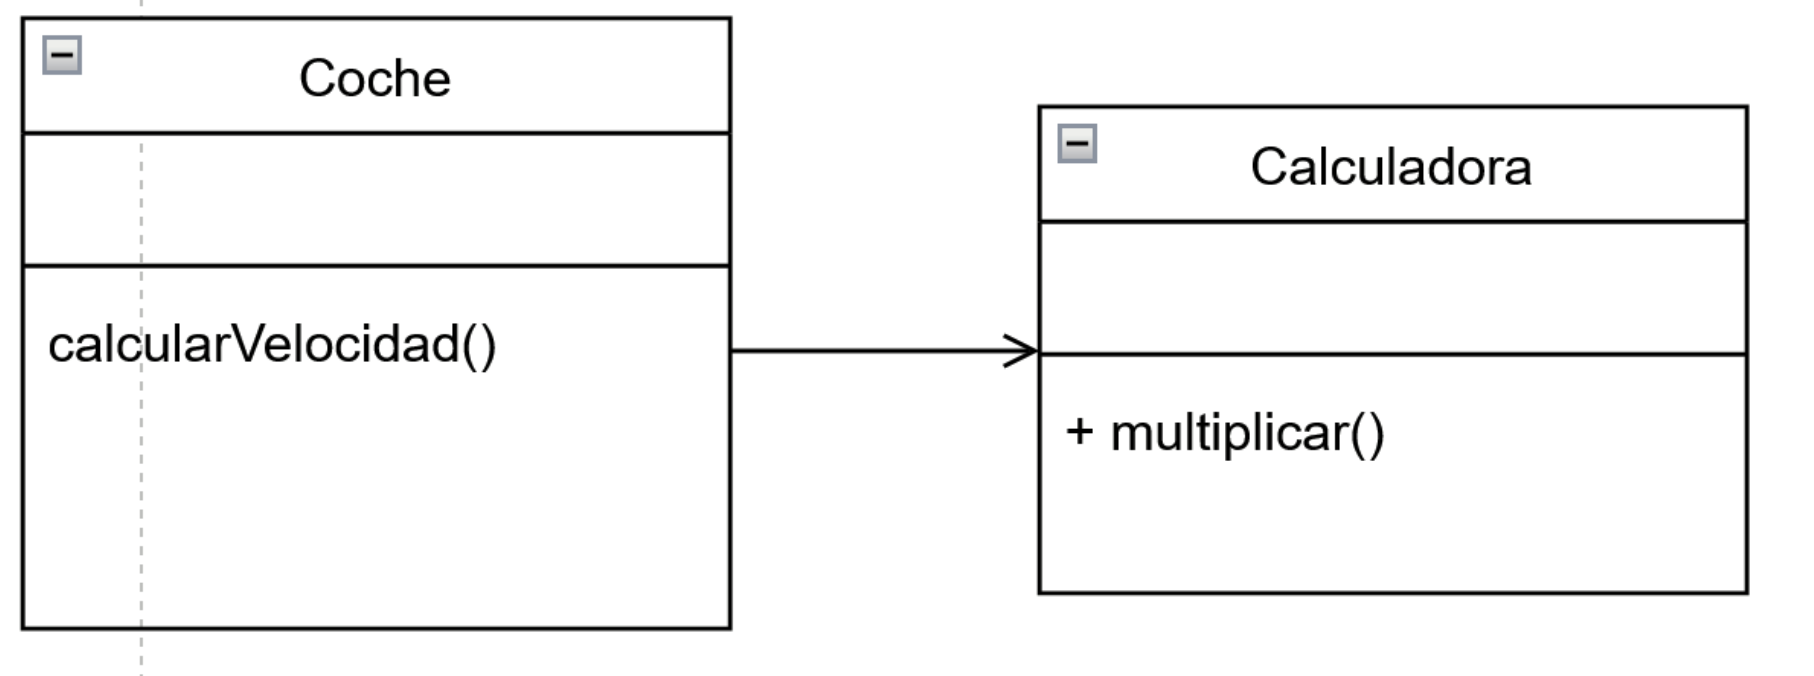 Coche
calcularVelocidad()
Calculadora
+ multiplicar()